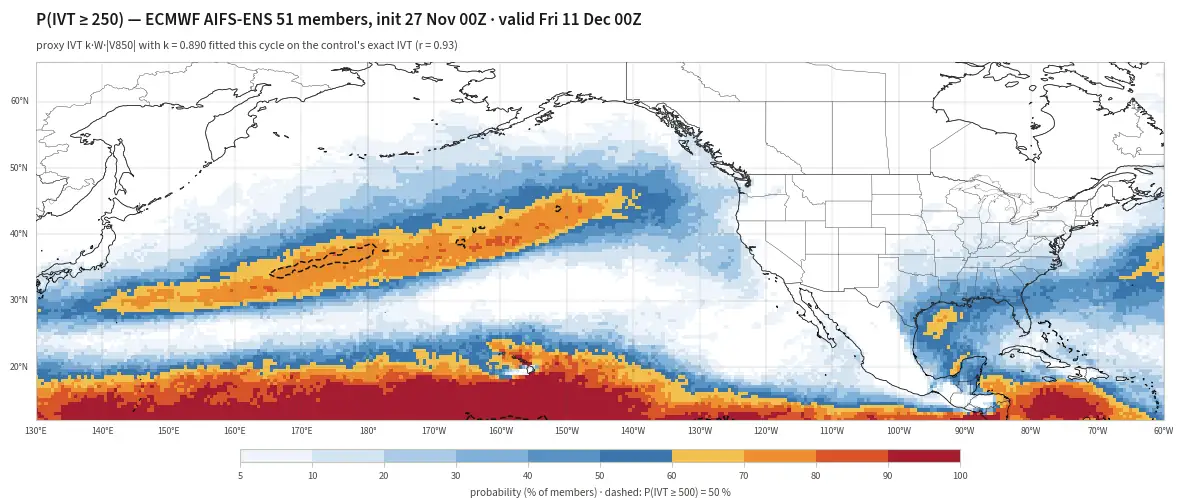 P(IVT ≥ 250) — ECMWF AIFS-ENS 51 members, init 27 Nov 00Z · valid Fri 11 Dec 00Z
proxy IVT k·W·|V850| with k = 0.890 fitted this cycle on the control's exact IVT (r = 0.93)
60°N
50°N
40°N
30°N
20°N
130°E 140°E 150°E 160°E 170°E 180° 170°W 160°W 150°W 140°W 130°W 120°W 110°W 100°W 90°W 80°W 70°W 60°W
5 10 20 30 40 50 60 70 80 90 100
probability (% of members) · dashed: P(IVT ≥ 500) = 50 %